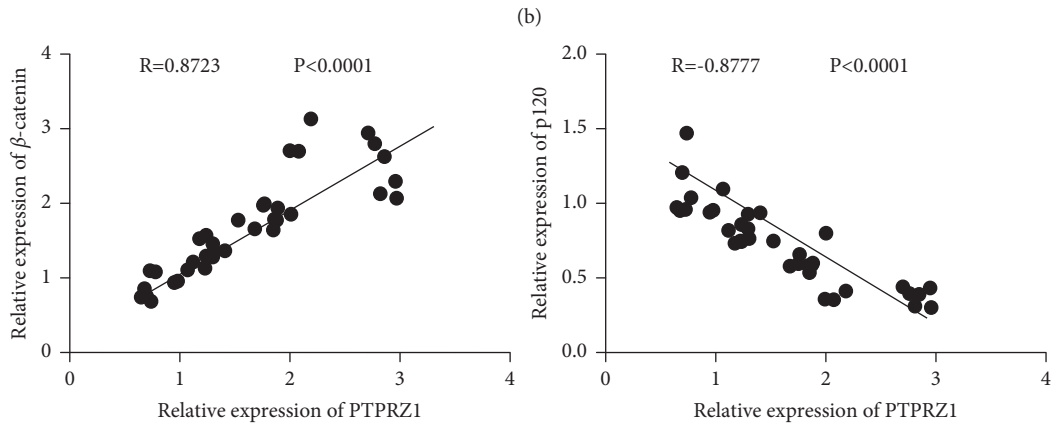 (b)
R=0.8723 P<0.0001
Relative expression of β-catenin
4
3
2
1
0
0 1 2 3 4
Relative expression of PTPRZ1
R=-0.8777 P<0.0001
Relative expression of p120
2.0
1.5
1.0
0.5
0.0
0 1 2 3 4
Relative expression of PTPRZ1